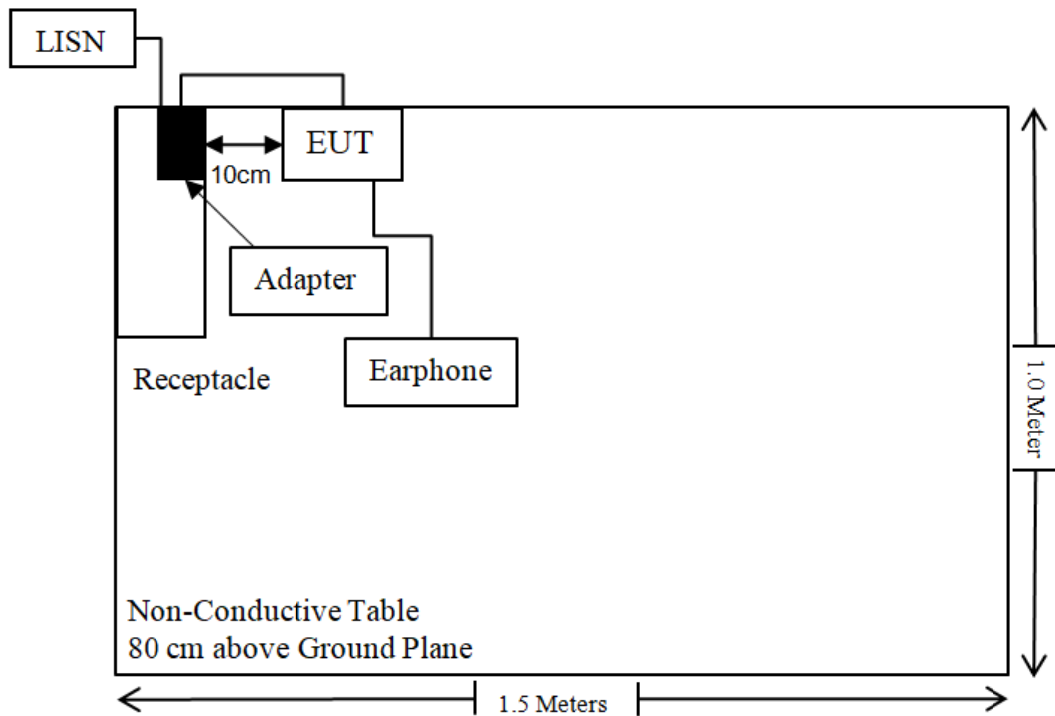 LISN
EUT
10cm
Adapter
Receptacle
Earphone
1.0 Meter
Non-Conductive Table
80 cm above Ground Plane
1.5 Meters